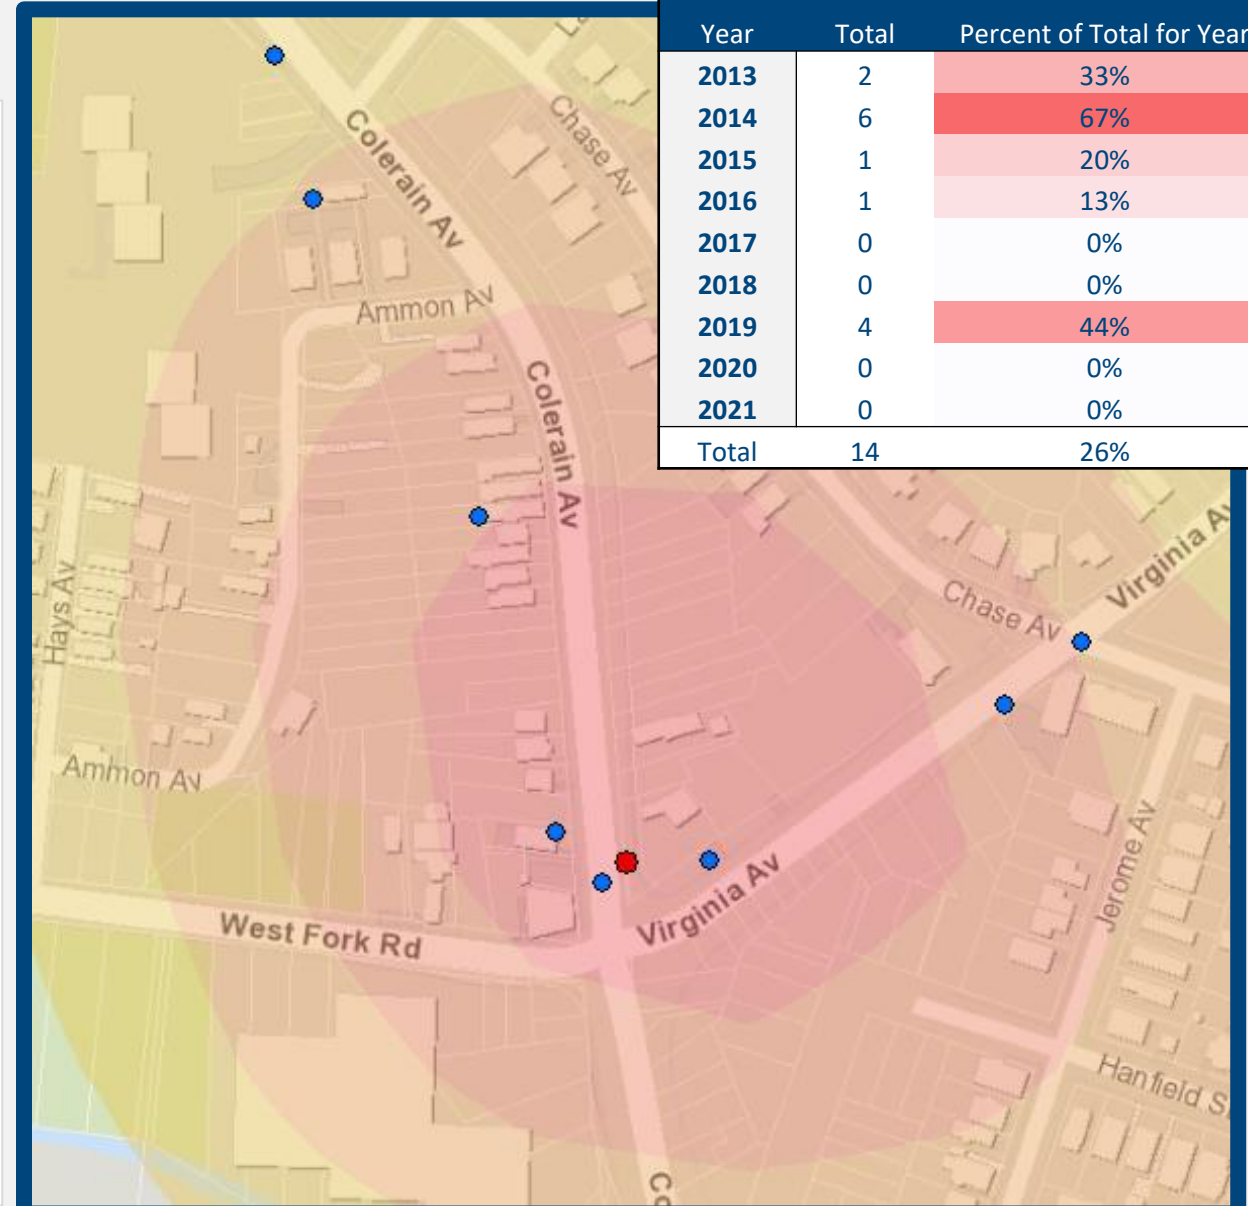 Year Total Percent of Total for Year
2013 2 33%
2014 6 67%
2015 1 20%
2016 1 13%
2017 0 0%
2018 0 0%
2019 4 44%
2020 0 0%
2021 0 0%
Total 14 26%
Chase Av
Colerain Av
Ammon Av
Colerain Av
Virginia Av
Hays Av
Chase Av
Ammon Av
Jerome Av
Virginia Av
West Fork Rd
Hanfield S
Co